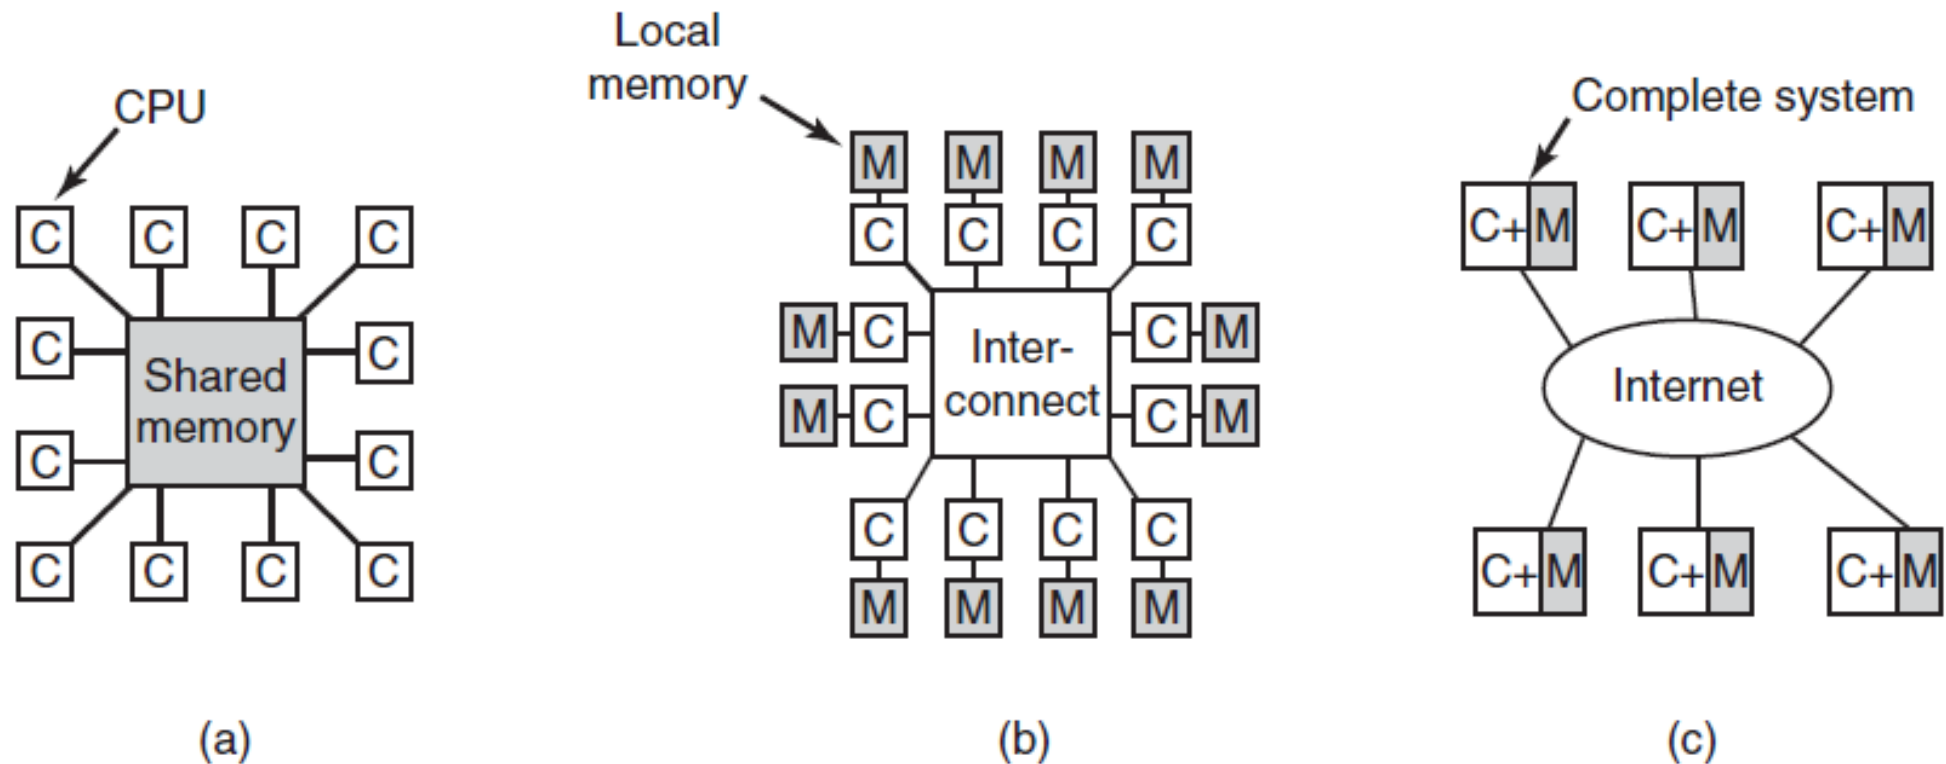 CPU
C C C C
C C
Shared
memory
C C
C C C C
(a)
Local
memory
M M M M
C C C C
M C C M
Inter-
connect
M C C M
C C C C
M M M M
(b)
Complete system
C+ M C+ M C+ M
Internet
C+ M C+ M C+ M
(c)